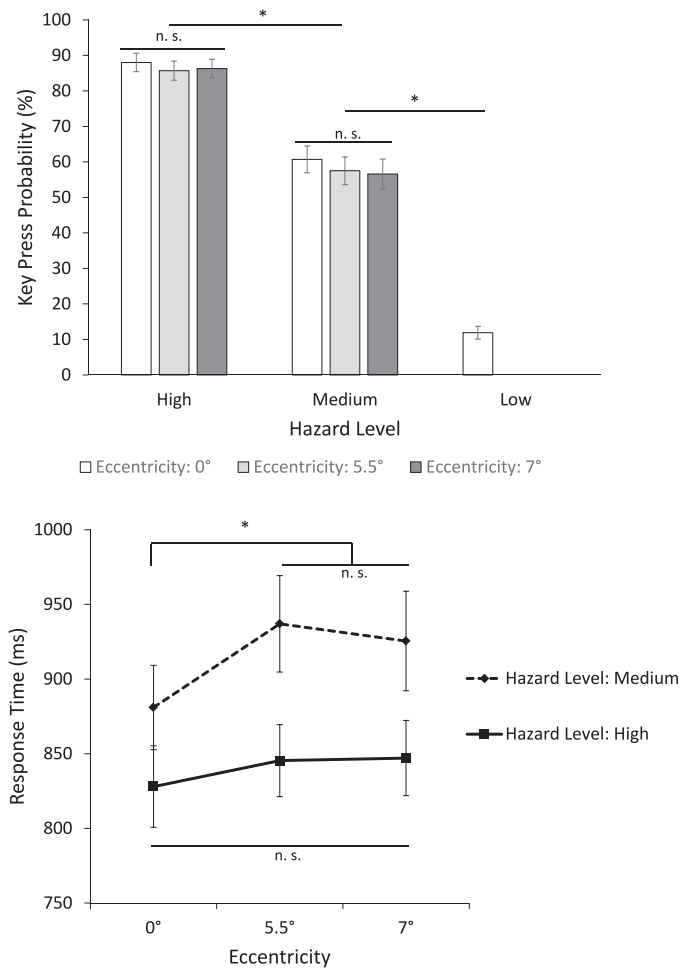 100
90
80
70
60
50
40
30
20
10
0
Key Press Probability (%)
*
n. s.
*
n. s.
High Medium Low
Hazard Level
Eccentricity: 0° Eccentricity: 5.5° Eccentricity: 7°
1000
950
900
850
800
750
Response Time (ms)
*
n. s.
Hazard Level: Medium
Hazard Level: High
n. s.
0° 5.5° 7°
Eccentricity